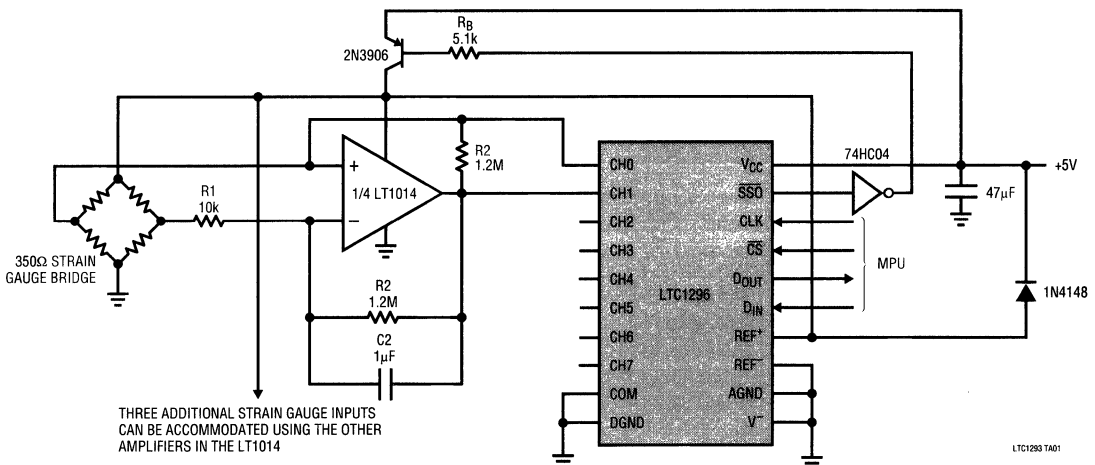 R_B
5.1k
2N3906
R2
1.2M
+
1/4 LT1014
−
R1
10k
350Ω STRAIN
GAUGE BRIDGE
R2
1.2M
C2
1µF
THREE ADDITIONAL STRAIN GAUGE INPUTS
CAN BE ACCOMMODATED USING THE OTHER
AMPLIFIERS IN THE LT1014
CH0
CH1
CH2
CH3
CH4
CH5
CH6
CH7
COM
DGND
LTC1296
V_CC
S̅S̅O̅
CLK
C̅S̅
D_OUT
D_IN
REF⁺
REF⁻
AGND
V⁻
74HC04
+5V
47µF
MPU
1N4148
LTC1293 TA01